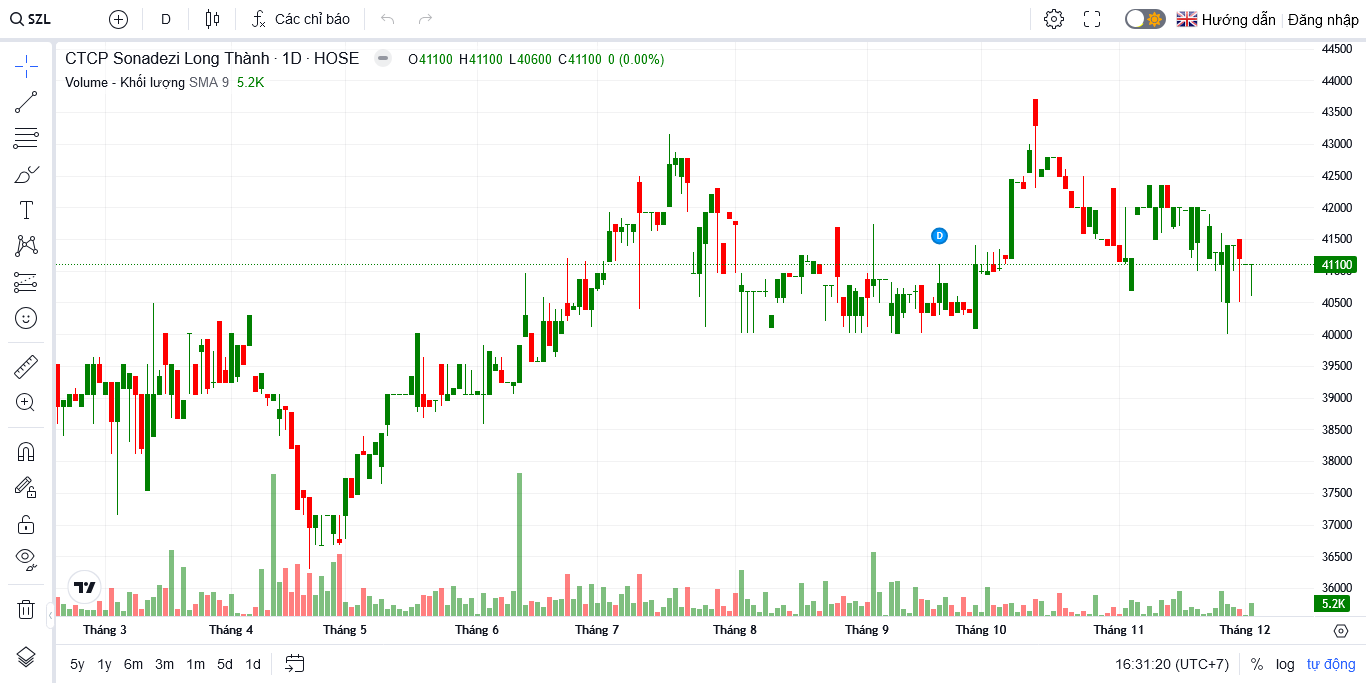 SZL D Các chỉ báo Hướng dẫn Đăng nhập
CTCP Sonadezi Long Thành · 1D · HOSE O41100 H41100 L40600 C41100 0 (0.00%)
Volume - Khối lượng SMA 9 5.2K
44500
44000
43500
43000
42500
42000
41500
41100
40500
40000
39500
39000
38500
38000
37500
37000
36500
36000
5.2K
D
Tháng 3 Tháng 4 Tháng 5 Tháng 6 Tháng 7 Tháng 8 Tháng 9 Tháng 10 Tháng 11 Tháng 12
5y 1y 6m 3m 1m 5d 1d 16:31:20 (UTC+7) % log tự động